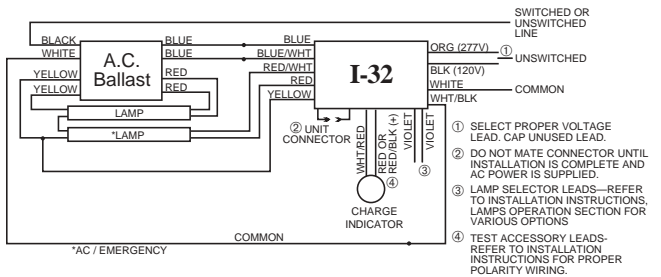 SWITCHED OR
UNSWITCHED
LINE
BLACK
WHITE
BLUE
BLUE
BLUE
BLUE/WHT
A.C.
Ballast
YELLOW
YELLOW
RED
RED
RED/WHT
RED
YELLOW
I-32
ORG (277V)
①
UNSWITCHED
BLK (120V)
WHITE
COMMON
WHT/BLK
LAMP
*LAMP
② UNIT
CONNECTOR
WHT/RED
RED OR
RED/BLK (+)
VIOLET
VIOLET
③
④
CHARGE
INDICATOR
COMMON
*AC / EMERGENCY
① SELECT PROPER VOLTAGE
LEAD. CAP UNUSED LEAD.
② DO NOT MATE CONNECTOR UNTIL
INSTALLATION IS COMPLETE AND
AC POWER IS SUPPLIED.
③ LAMP SELECTOR LEADS—REFER
TO INSTALLATION INSTRUCTIONS,
LAMPS OPERATION SECTION FOR
VARIOUS OPTIONS
④ TEST ACCESSORY LEADS-
REFER TO INSTALLATION
INSTRUCTIONS FOR PROPER
POLARITY WIRING.